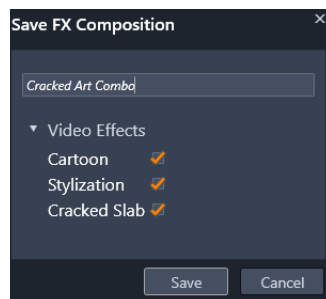 Save FX Composition
Cracked Art Combo
Video Effects
Cartoon
Stylization
Cracked Slab
Save Cancel